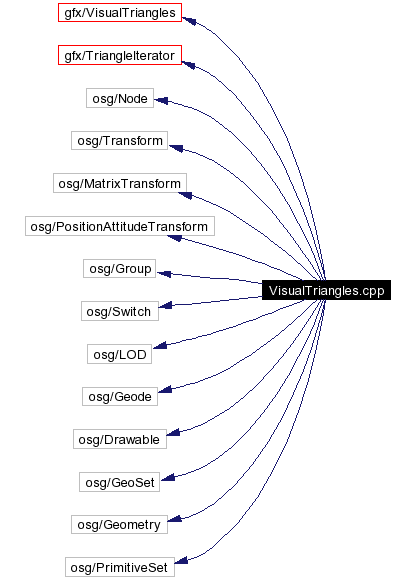 gfx/VisualTriangles
gfx/TriangleIterator
osg/Node
osg/Transform
osg/MatrixTransform
osg/PositionAttitudeTransform
osg/Group
VisualTriangles.cpp
osg/Switch
osg/LOD
osg/Geode
osg/Drawable
osg/GeoSet
osg/Geometry
osg/PrimitiveSet